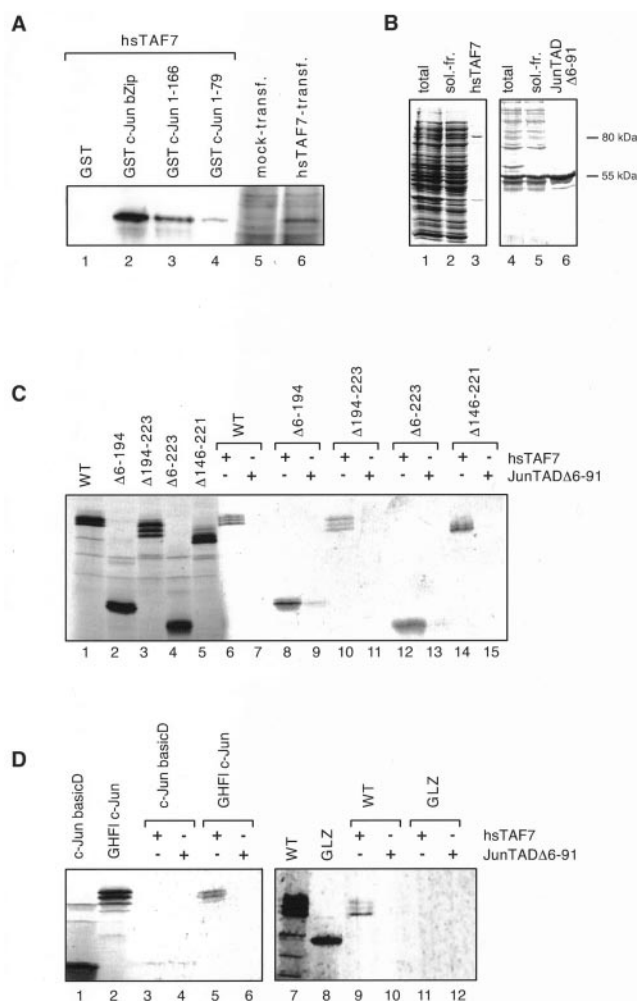 A
hsTAF7
GST
GST c-Jun bZip
GST c-Jun 1-166
GST c-Jun 1-79
mock-transf.
hsTAF7-transf.
1 2 3 4 5 6
B
total
sol.-fr.
hsTAF7
total
sol.-fr.
JunTAD
Δ6-91
80 kDa
55 kDa
1 2 3 4 5 6
C
WT
Δ6-194
Δ194-223
Δ6-223
Δ146-221
WT
Δ6-194
Δ194-223
Δ6-223
Δ146-221
+ - + - + - + - + - hsTAF7
- + - + - + - + - + JunTADΔ6-91
1 2 3 4 5 6 7 8 9 10 11 12 13 14 15
D
c-Jun basicD
GHFI c-Jun
c-Jun basicD
GHFI c-Jun
WT
GLZ
WT
GLZ
+ - + - + - + - hsTAF7
- + - + - + - + JunTADΔ6-91
1 2 3 4 5 6 7 8 9 10 11 12